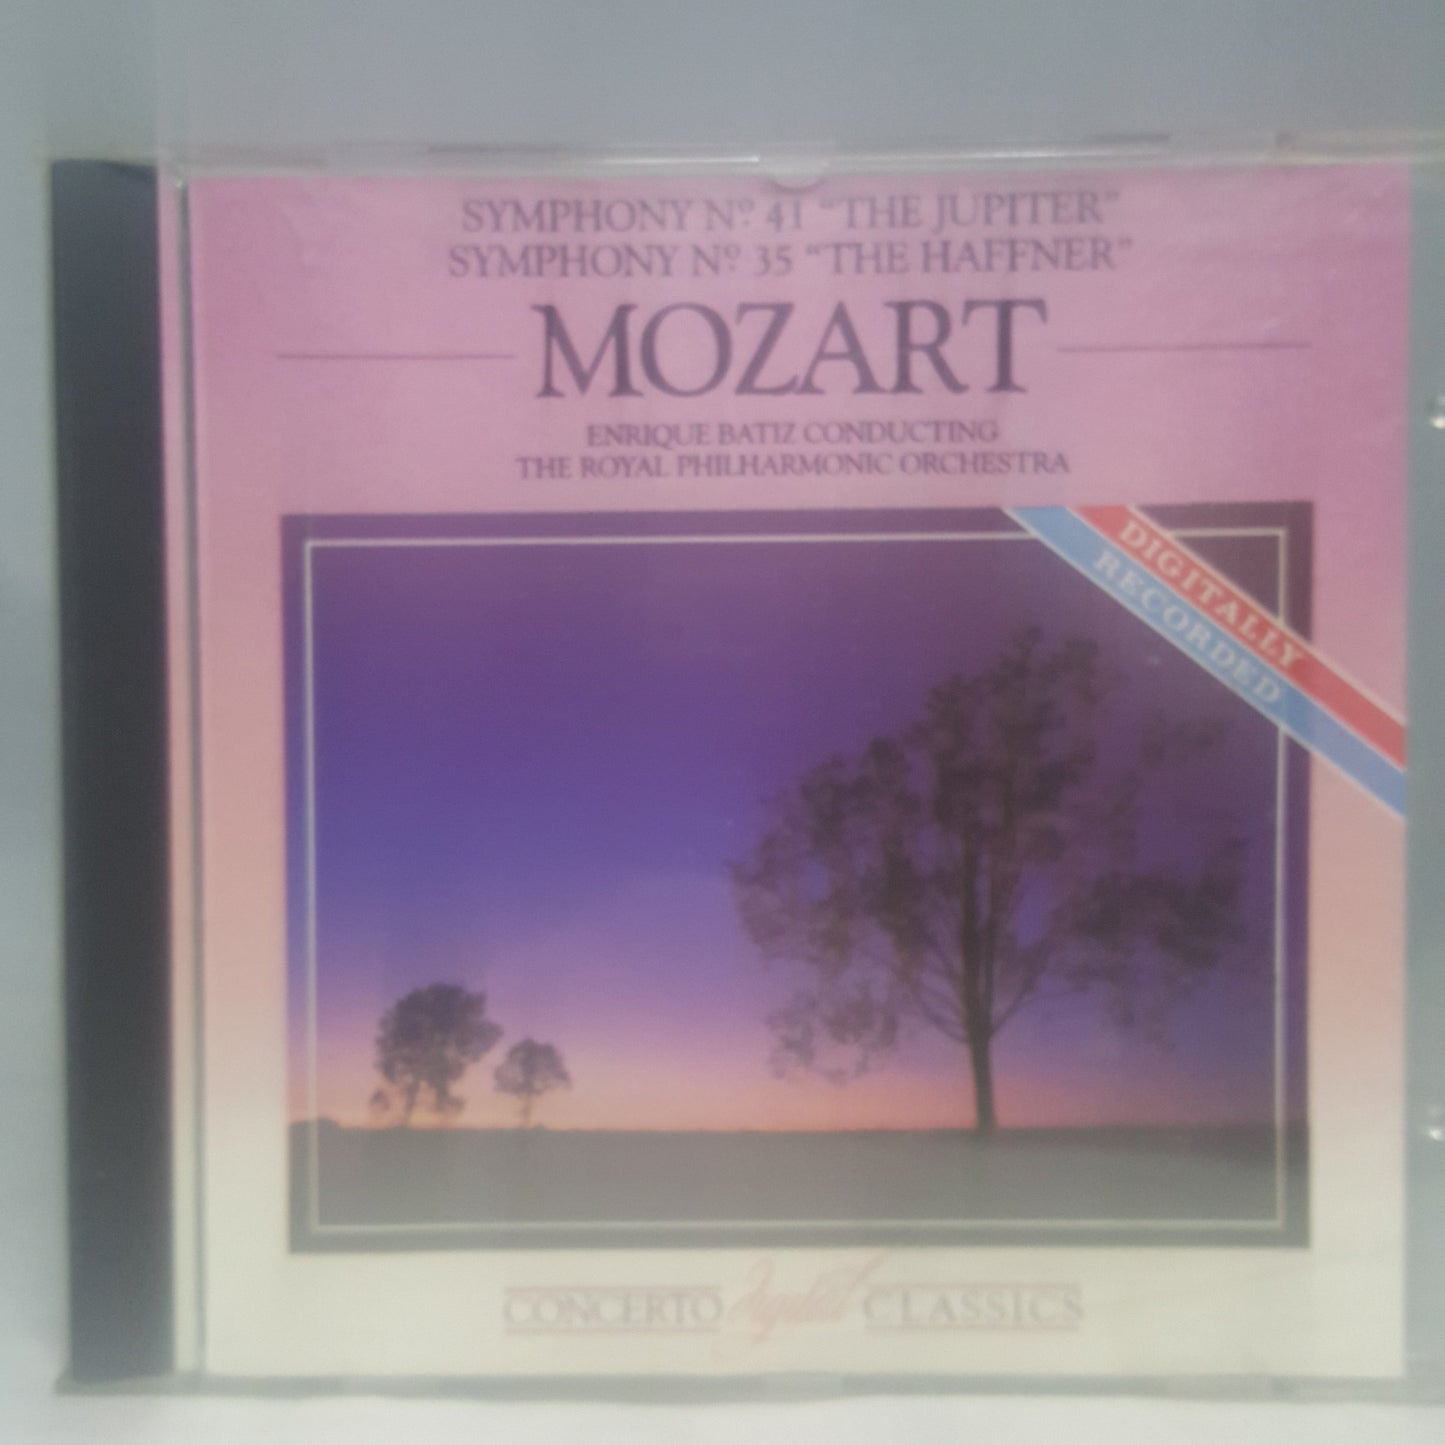 SYMPHONY Nº 41 “THE JUPITER”
SYMPHONY Nº 35 “THE HAFFNER”
MOZART
ENRIQUE BATIZ CONDUCTING
THE ROYAL PHILHARMONIC ORCHESTRA
DIGITALLY
RECORDED
CONCERTO Digital CLASSICS